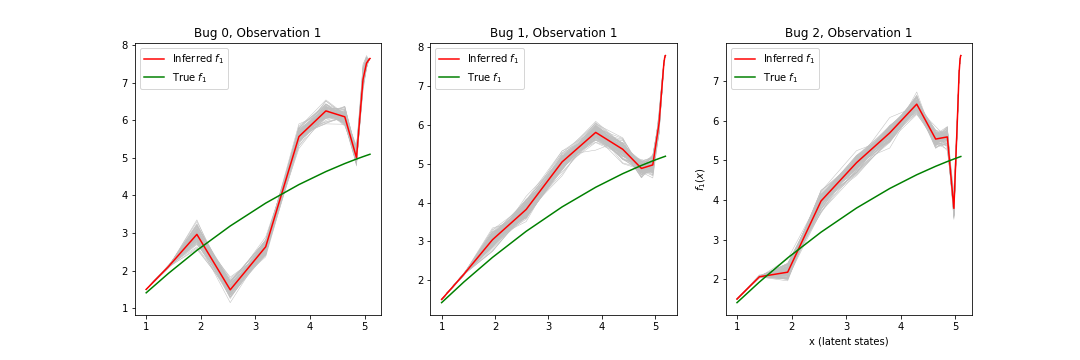 Bug 0, Observation 1
Inferred f₁
True f₁
8
7
6
5
4
3
2
1
1 2 3 4 5
Bug 1, Observation 1
Inferred f₁
True f₁
8
7
6
5
4
3
2
1 2 3 4 5
Bug 2, Observation 1
Inferred f₁
True f₁
f₁(x)
7
6
5
4
3
2
1 2 3 4 5
x (latent states)